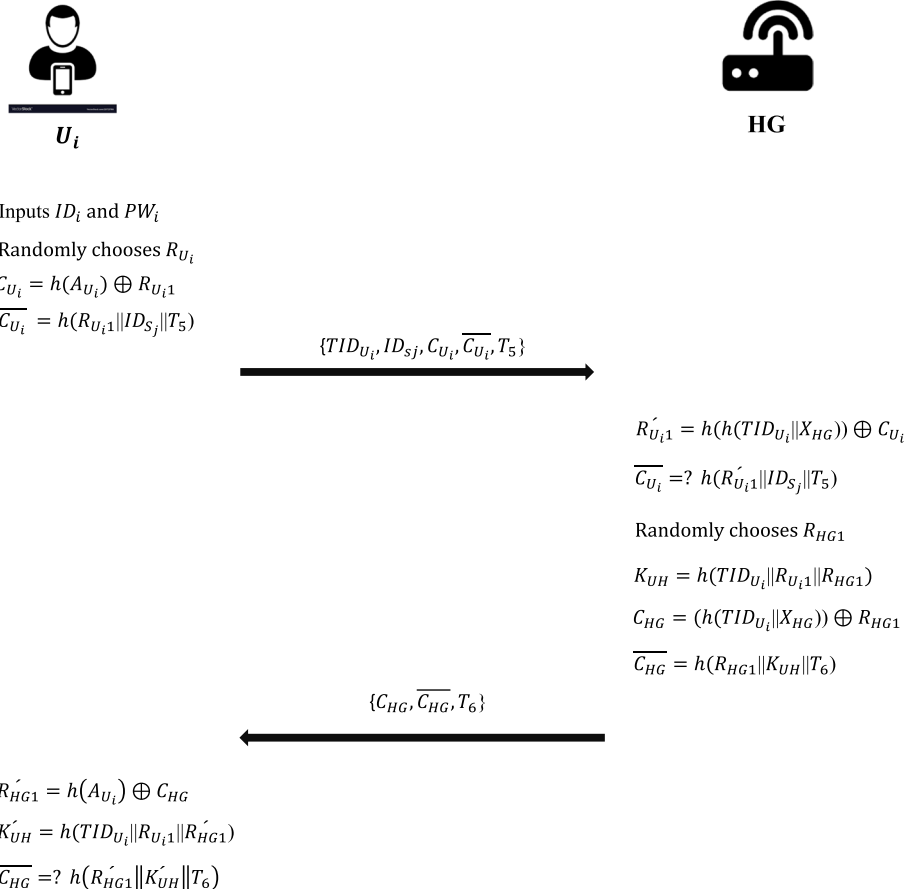 U_i
HG
Inputs ID_i and PW_i
Randomly chooses R_{U_i}
C_{U_i} = h(A_{U_i}) ⊕ R_{U_i1}
\overline{C_{U_i}} = h(R_{U_i1}||ID_{S_j}||T_5)
{TID_{U_i}, ID_{sj}, C_{U_i}, \overline{C_{U_i}}, T_5}
R´_{U_i1} = h(h(TID_{U_i}||X_{HG})) ⊕ C_{U_i}
\overline{C_{U_i}} =? h(R´_{U_i1}||ID_{S_j}||T_5)
Randomly chooses R_{HG1}
K_{UH} = h(TID_{U_i}||R_{U_i1}||R_{HG1})
C_{HG} = (h(TID_{U_i}||X_{HG})) ⊕ R_{HG1}
\overline{C_{HG}} = h(R_{HG1}||K_{UH}||T_6)
{C_{HG}, \overline{C_{HG}}, T_6}
R´_{HG1} = h(A_{U_i}) ⊕ C_{HG}
K´_{UH} = h(TID_{U_i}||R_{U_i1}||R´_{HG1})
\overline{C_{HG}} =? h(R´_{HG1}||K´_{UH}||T_6)